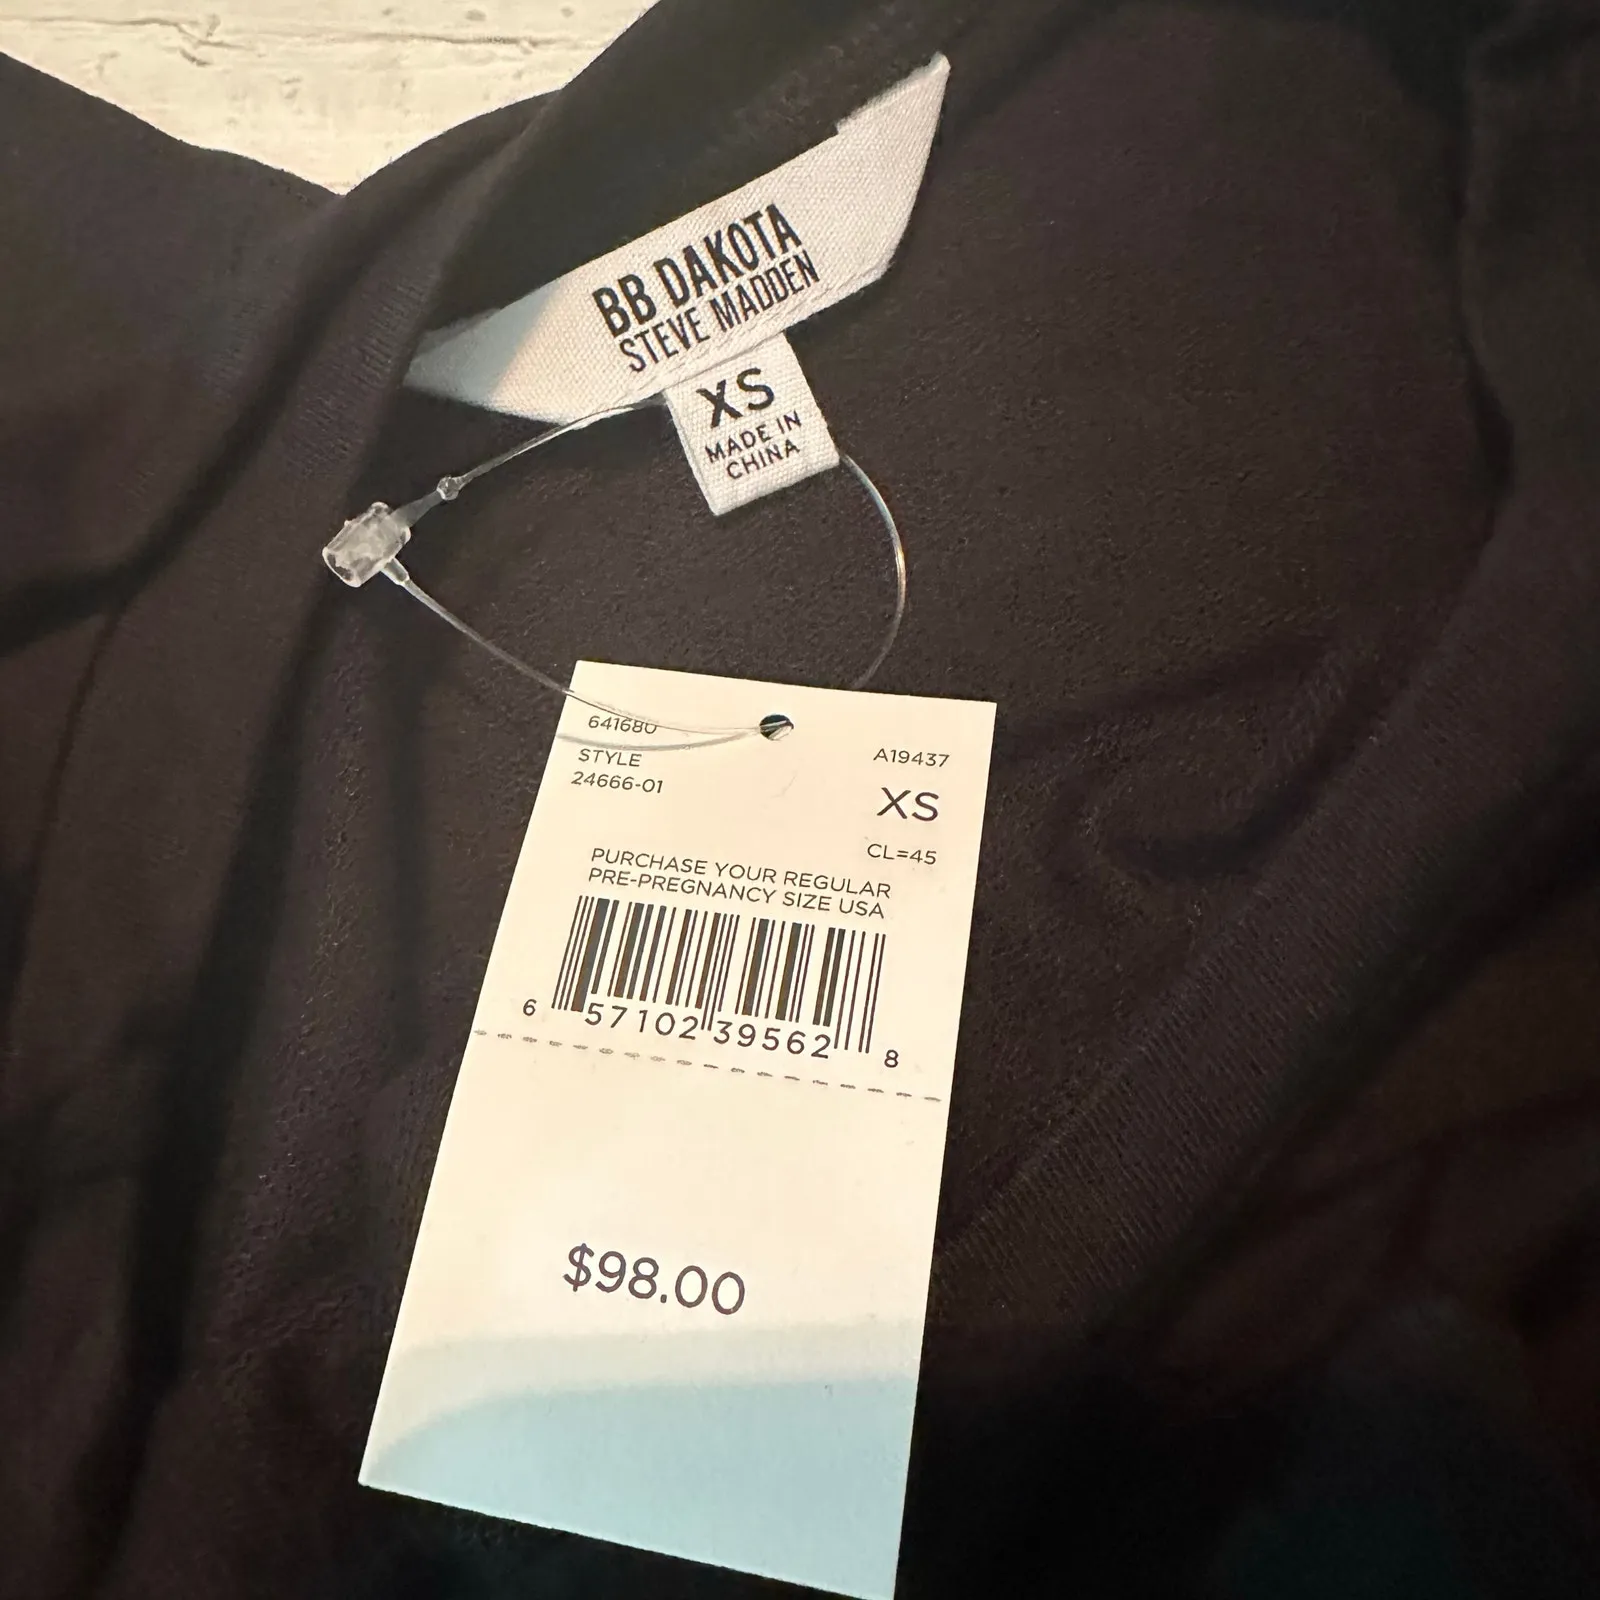 BB DAKOTA
STEVE MADDEN
XS
MADE IN
CHINA
641680
STYLE
24666-01
A19437
XS
CL=45
PURCHASE YOUR REGULAR
PRE-PREGNANCY SIZE USA
6 57102 39562 8
$98.00